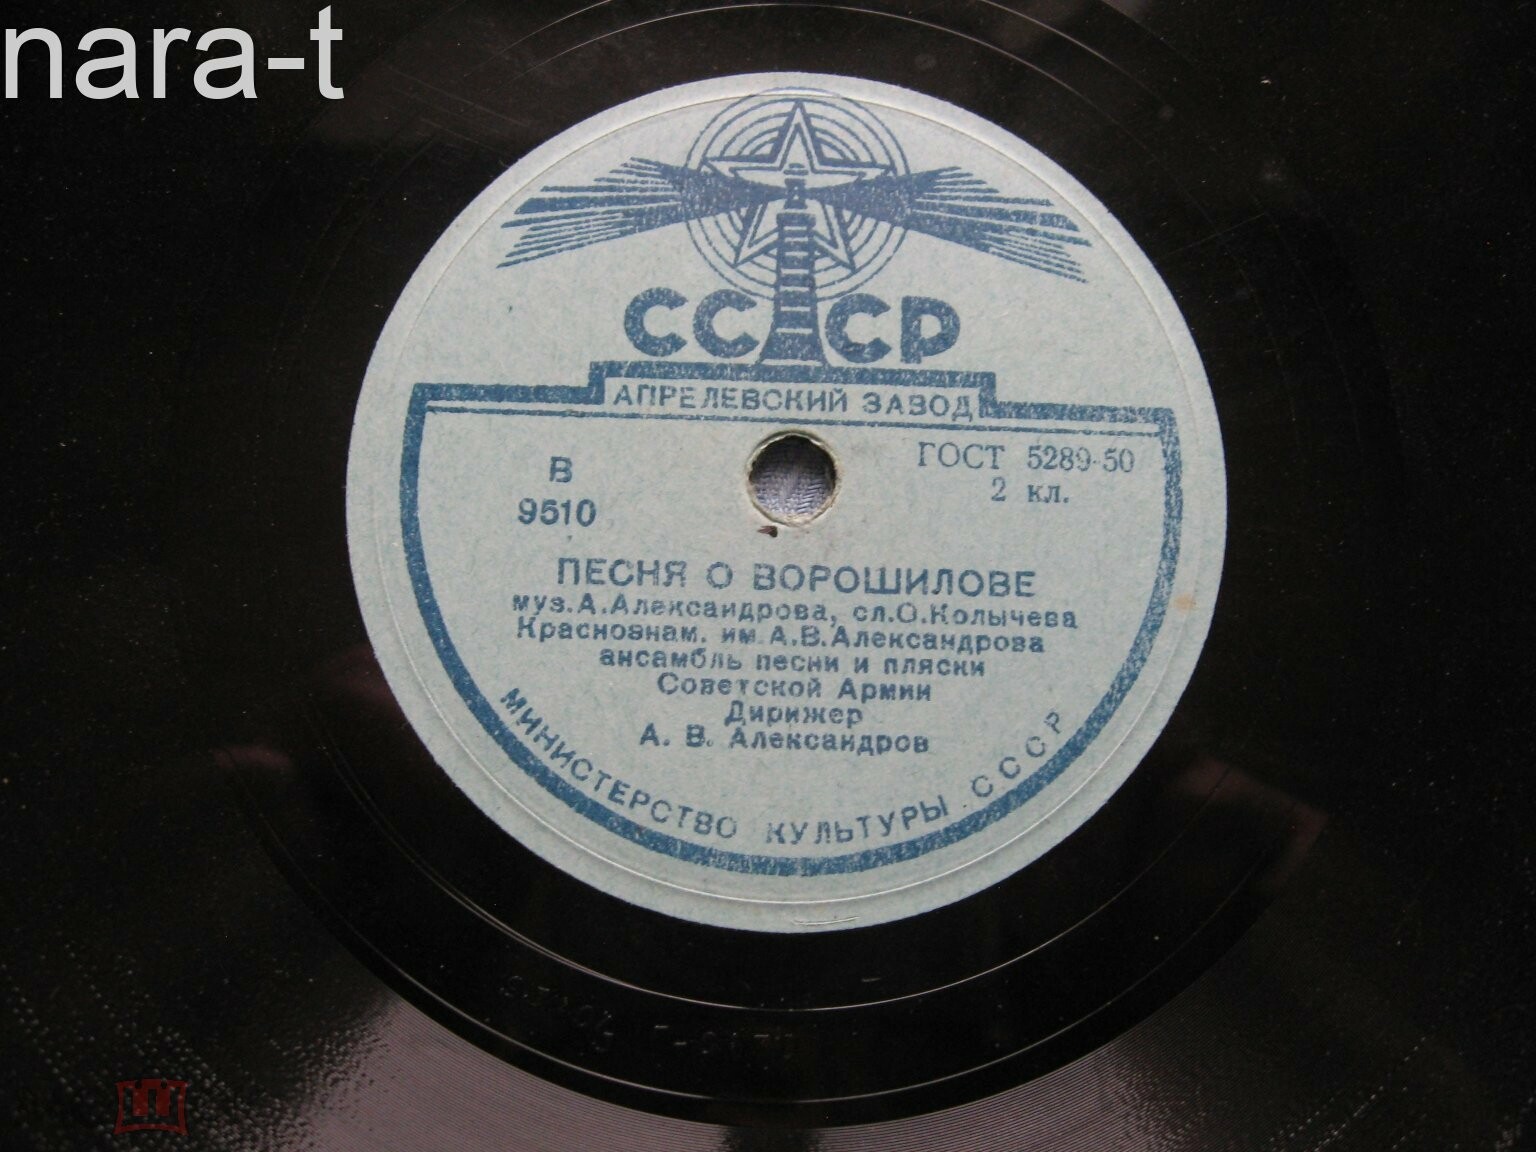 nara-t
СССР
АПРЕЛЕВСКИЙ ЗАВОД
ГОСТ 5289-50
2 кл.
В
9510
ПЕСНЯ О ВОРОШИЛОВЕ
муз.А.Александрова, сл.О.Колычева
Краснознам. им.А.В.Александрова
ансамбль песни и пляски
Советской Армии
Дирижер
А. В. Александров
МИНИСТЕРСТВО КУЛЬТУРЫ СССР